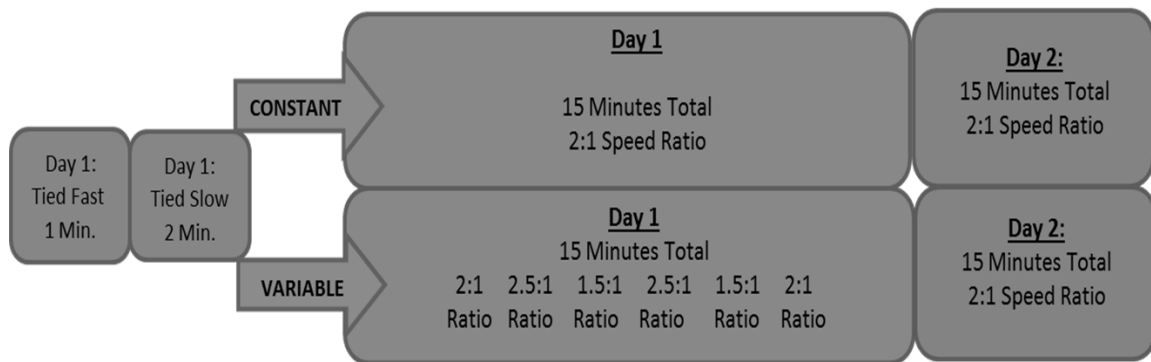 Day 1:
Tied Fast
1 Min.
Day 1:
Tied Slow
2 Min.
CONSTANT
Day 1
15 Minutes Total
2:1 Speed Ratio
Day 2:
15 Minutes Total
2:1 Speed Ratio
VARIABLE
Day 1
15 Minutes Total
2:1 2.5:1 1.5:1 2.5:1 1.5:1 2:1
Ratio Ratio Ratio Ratio Ratio Ratio
Day 2:
15 Minutes Total
2:1 Speed Ratio